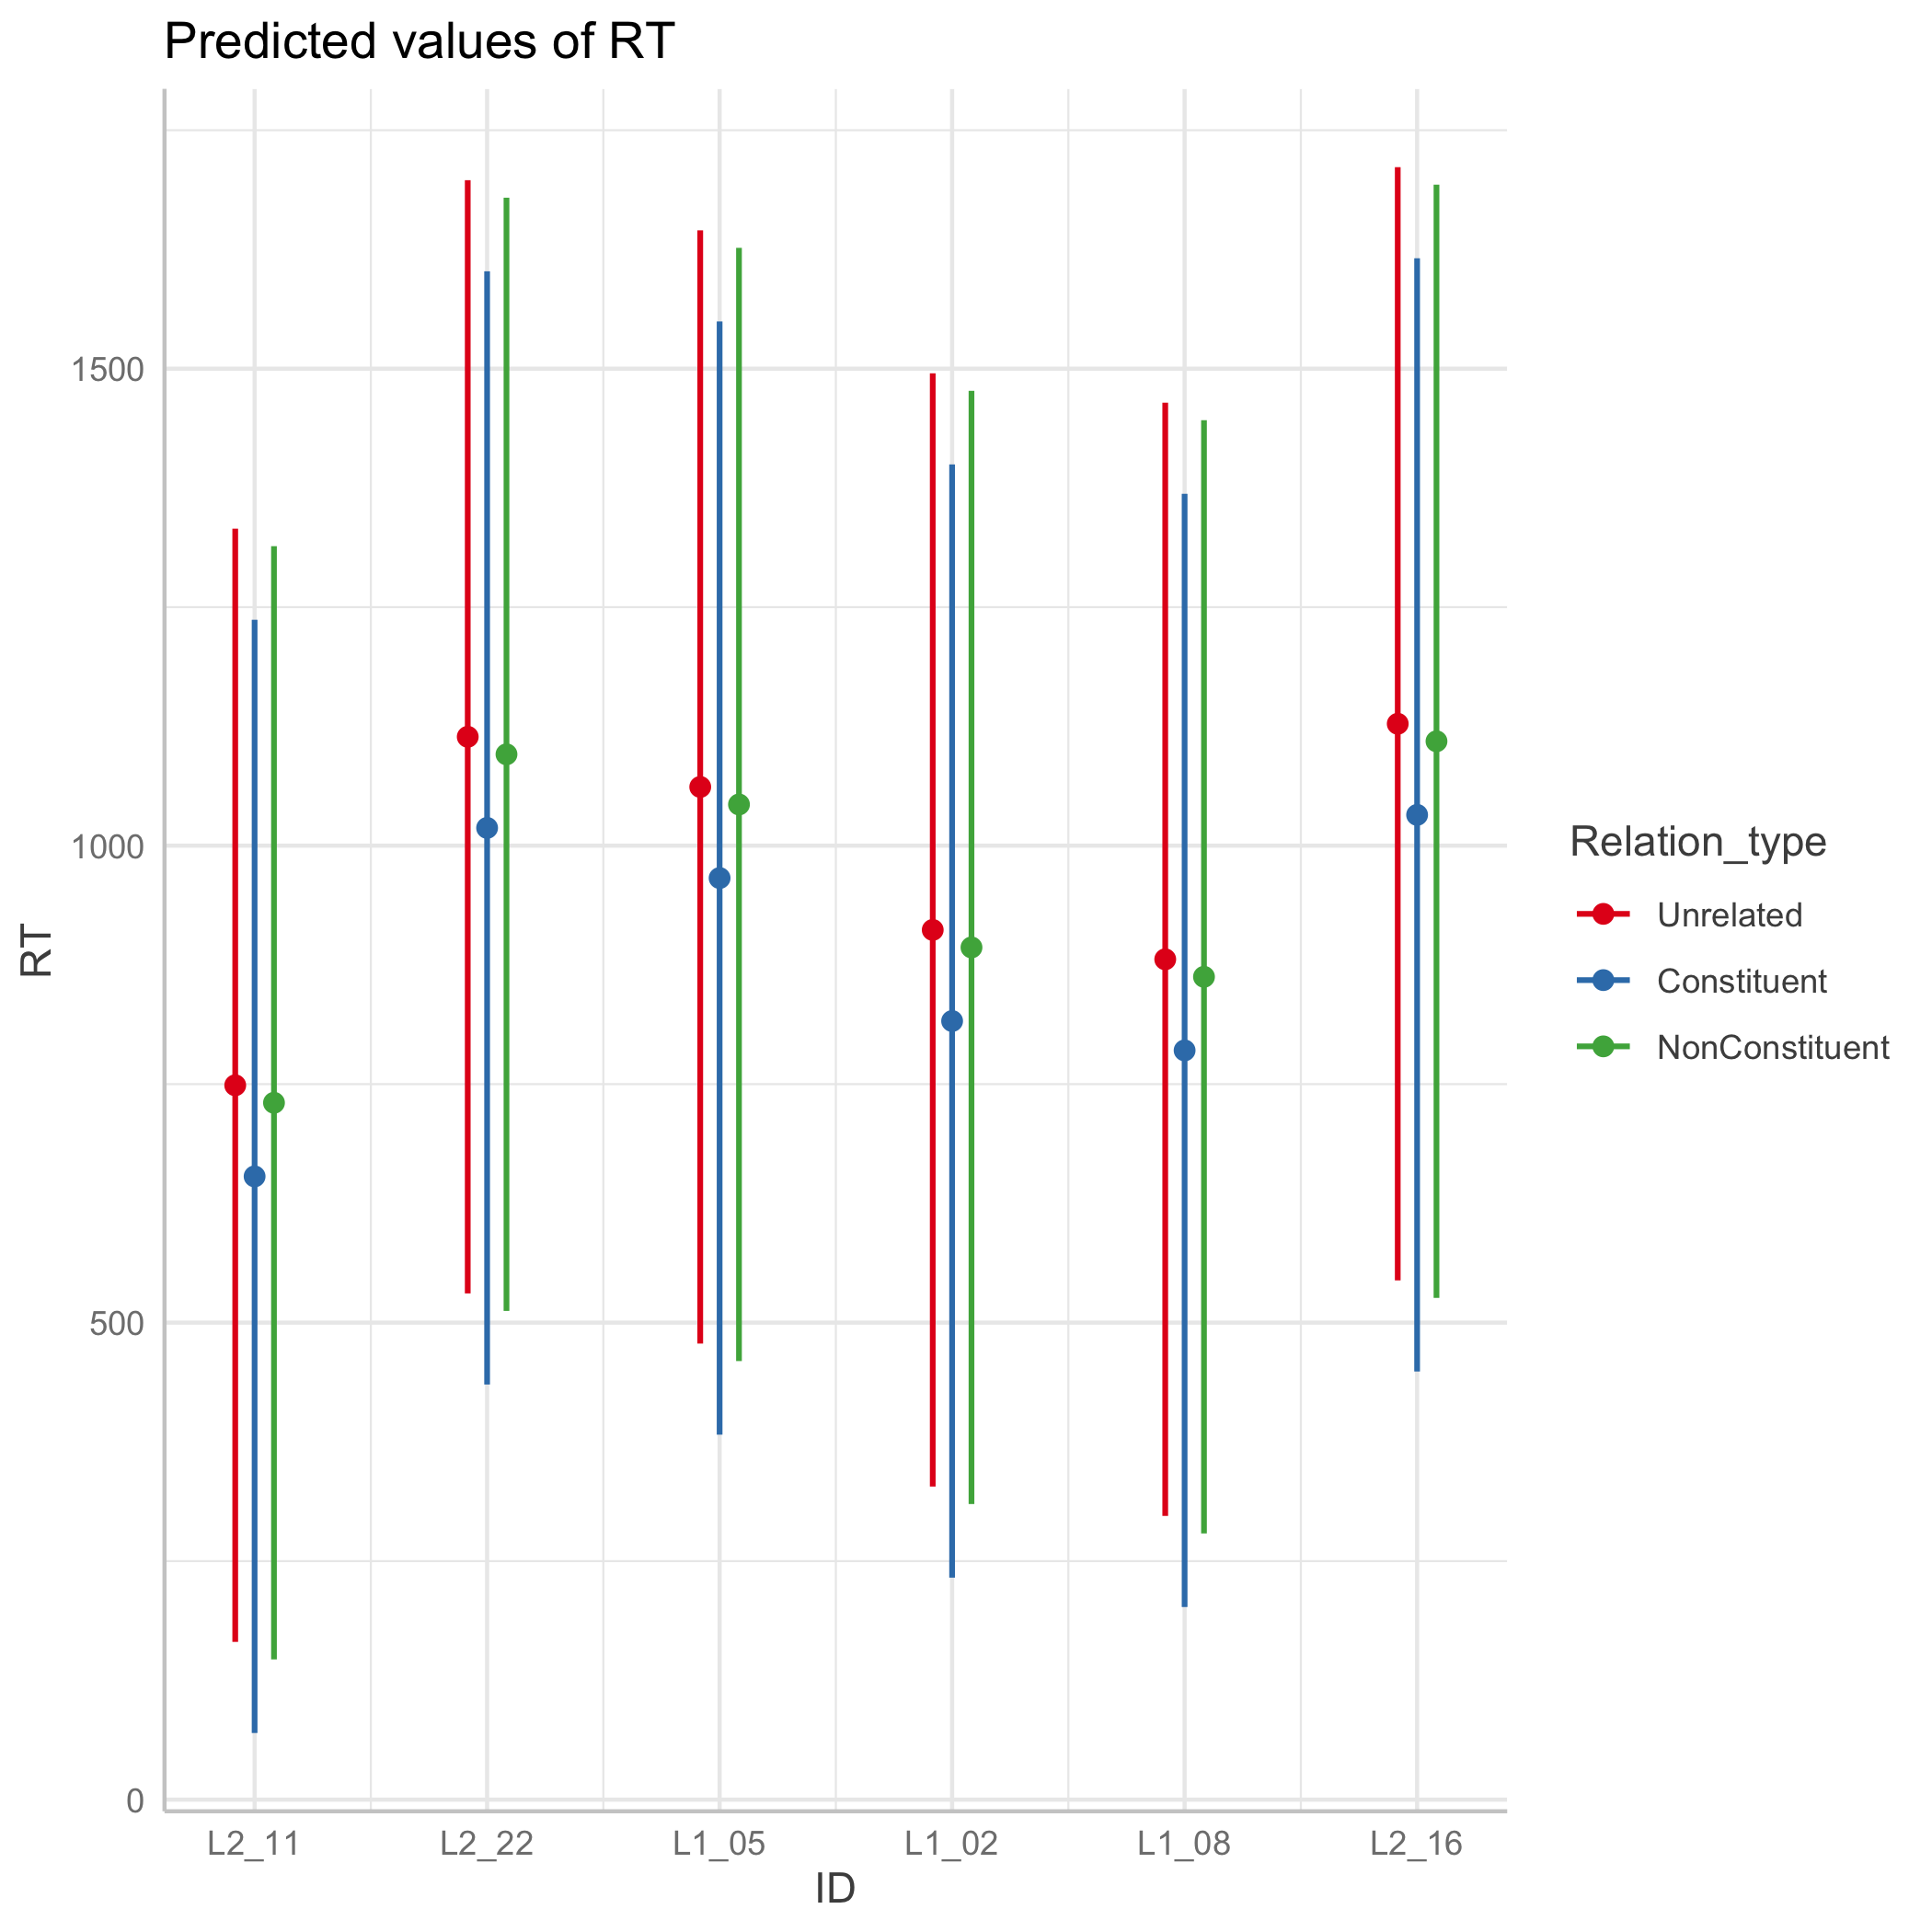 Predicted values of RT
1500
1000
500
0
RT
L2_11 L2_22 L1_05 L1_02 L1_08 L2_16
ID
Relation_type
Unrelated
Constituent
NonConstituent